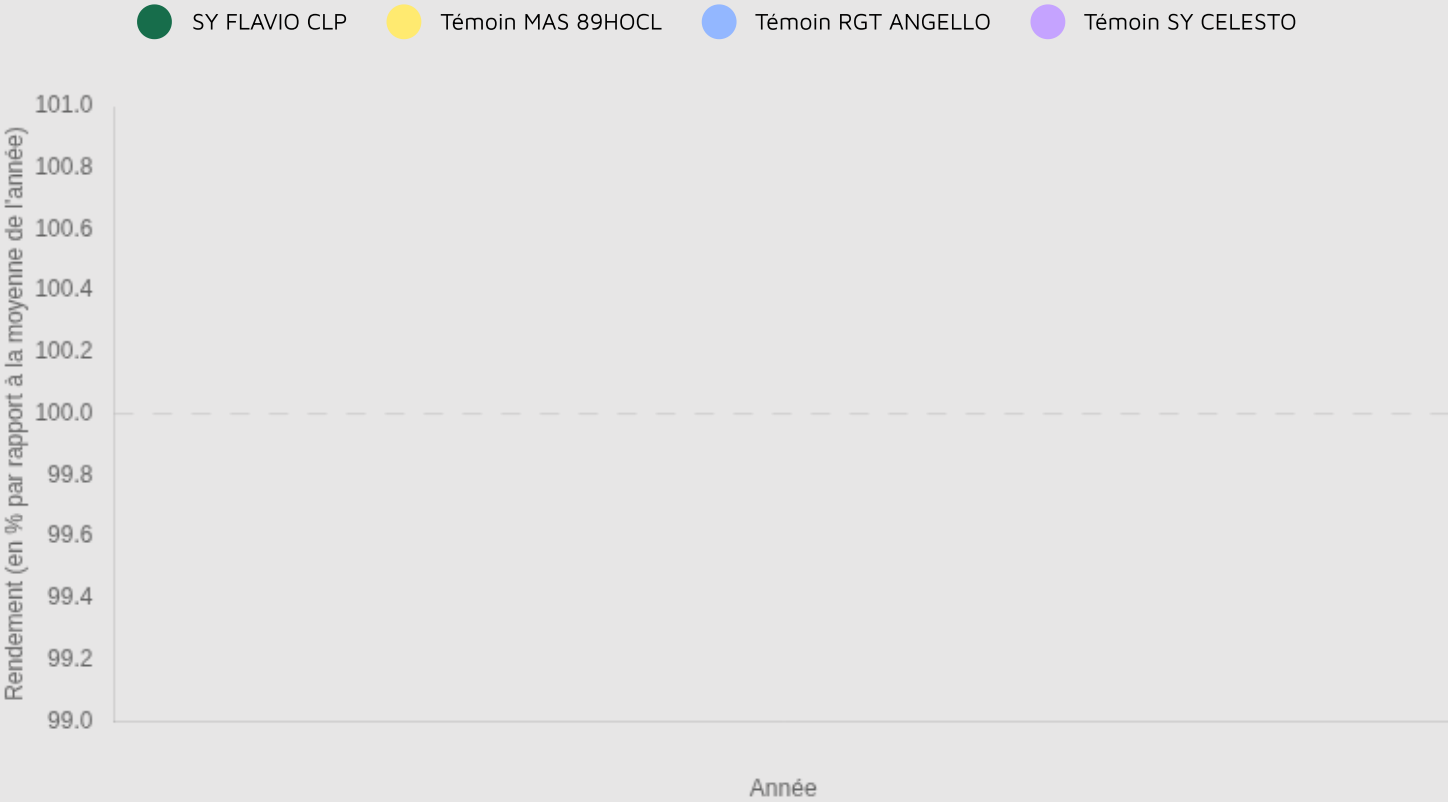 SY FLAVIO CLP
Témoin MAS 89HOCL
Témoin RGT ANGELLO
Témoin SY CELESTO
Rendement (en % par rapport à la moyenne de l'année)
101.0
100.8
100.6
100.4
100.2
100.0
99.8
99.6
99.4
99.2
99.0
Année